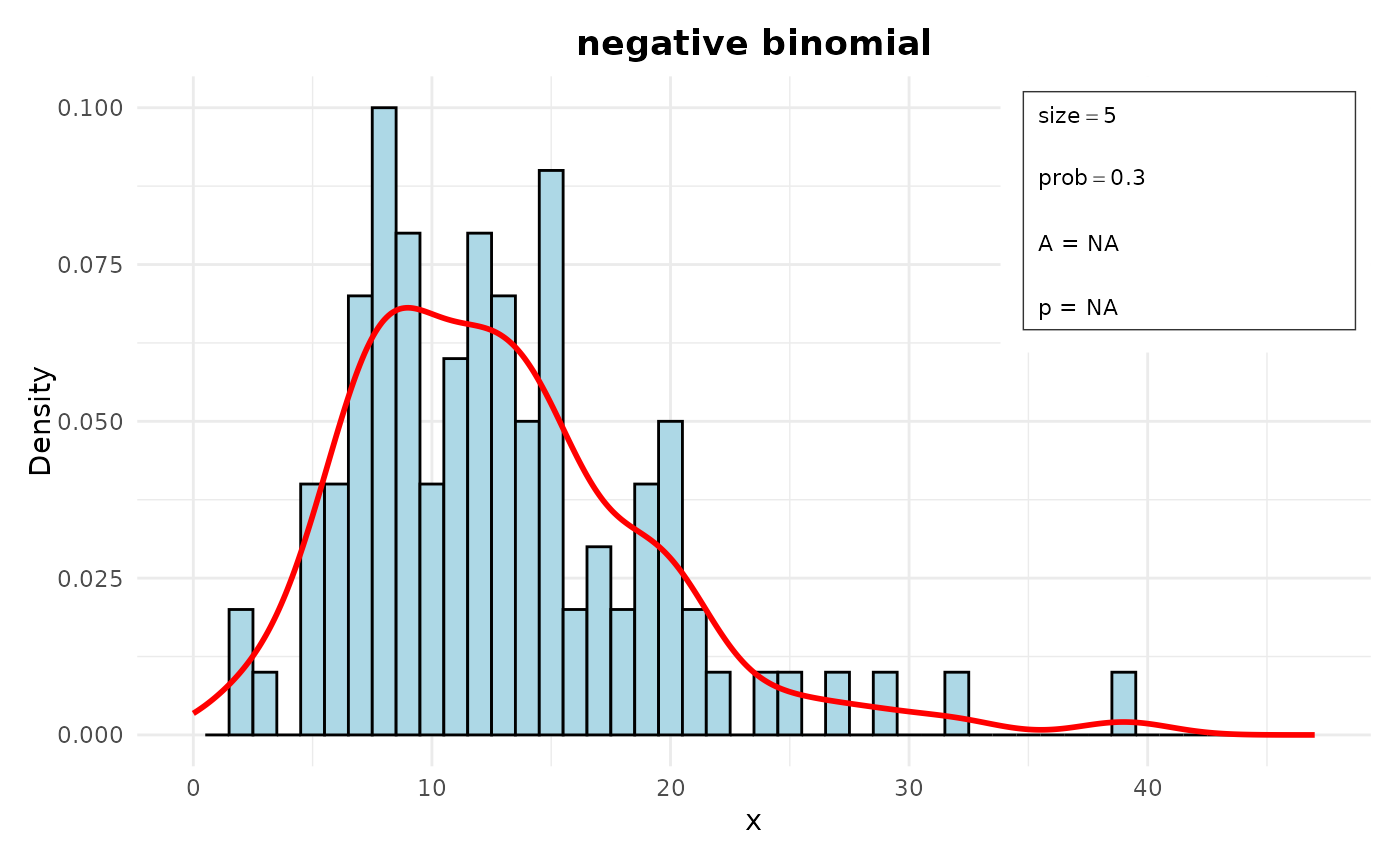 negative binomial
size = 5
prob = 0.3
A = NA
p = NA
0.100
0.075
0.050
0.025
0.000
Density
0 10 20 30 40
x